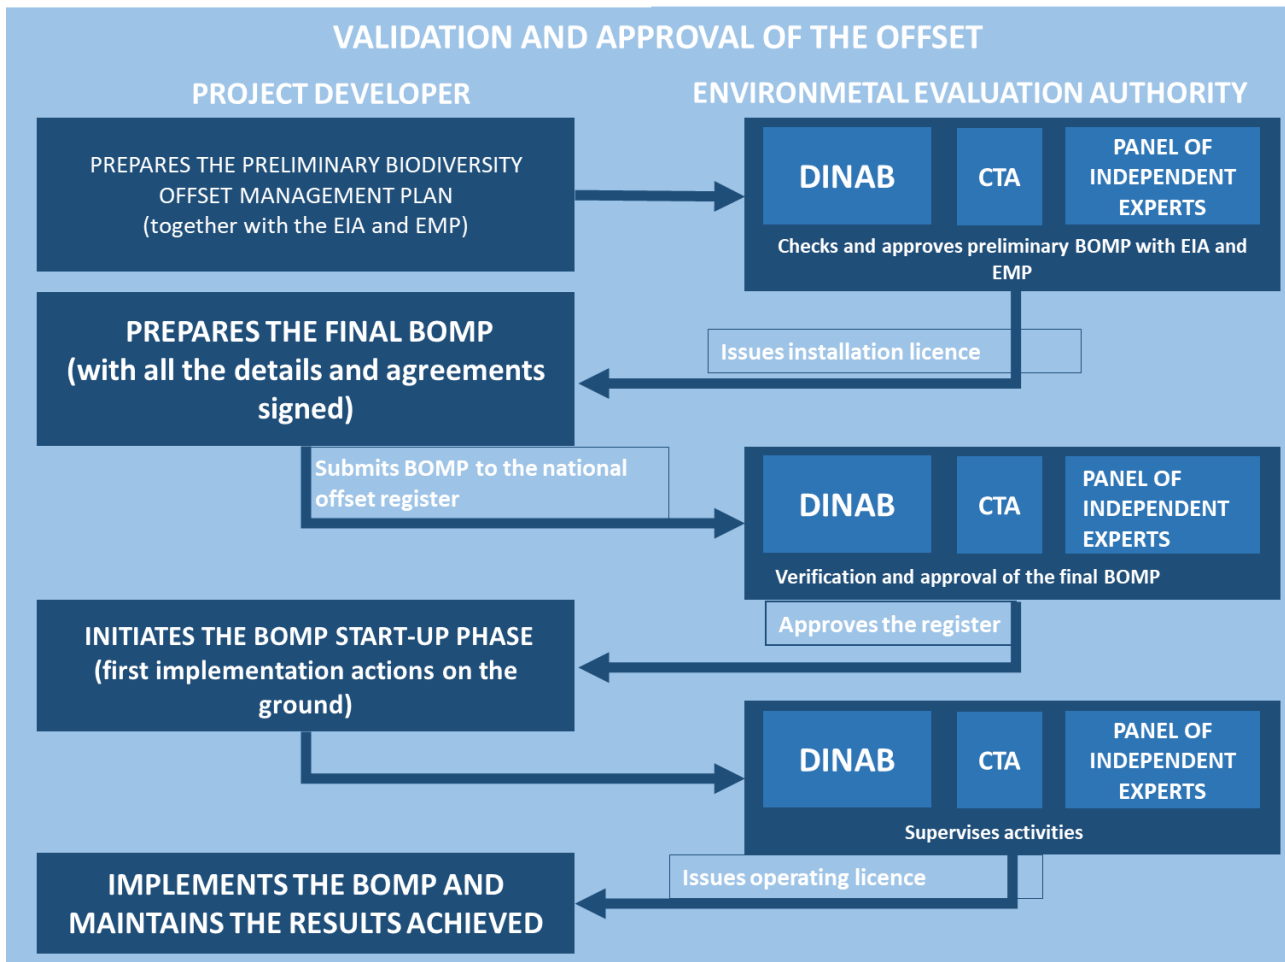 VALIDATION AND APPROVAL OF THE OFFSET
PROJECT DEVELOPER
ENVIRONMETAL EVALUATION AUTHORITY
PREPARES THE PRELIMINARY BIODIVERSITY
OFFSET MANAGEMENT PLAN
(together with the EIA and EMP)
DINAB
CTA
PANEL OF
INDEPENDENT
EXPERTS
Checks and approves preliminary BOMP with EIA and
EMP
Issues installation licence
PREPARES THE FINAL BOMP
(with all the details and agreements
signed)
Submits BOMP to the national
offset register
DINAB
CTA
PANEL OF
INDEPENDENT
EXPERTS
Verification and approval of the final BOMP
Approves the register
INITIATES THE BOMP START-UP PHASE
(first implementation actions on the
ground)
DINAB
CTA
PANEL OF
INDEPENDENT
EXPERTS
Supervises activities
Issues operating licence
IMPLEMENTS THE BOMP AND
MAINTAINS THE RESULTS ACHIEVED